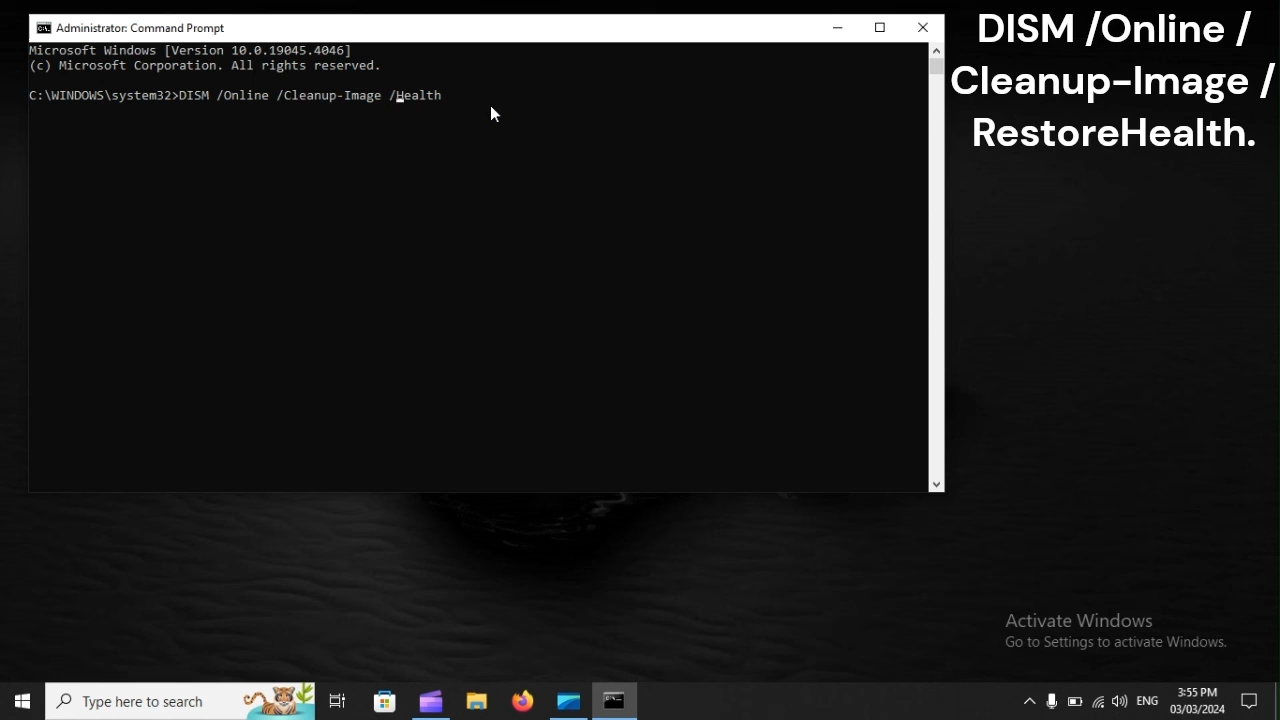 Administrator: Command Prompt
Microsoft Windows [Version 10.0.19045.4046]
(c) Microsoft Corporation. All rights reserved.
C:\WINDOWS\system32>DISM /Online /Cleanup-Image /Health
DISM /Online /
Cleanup-Image /
RestoreHealth.
Activate Windows
Go to Settings to activate Windows.
Type here to search
ENG
3:55 PM
03/03/2024